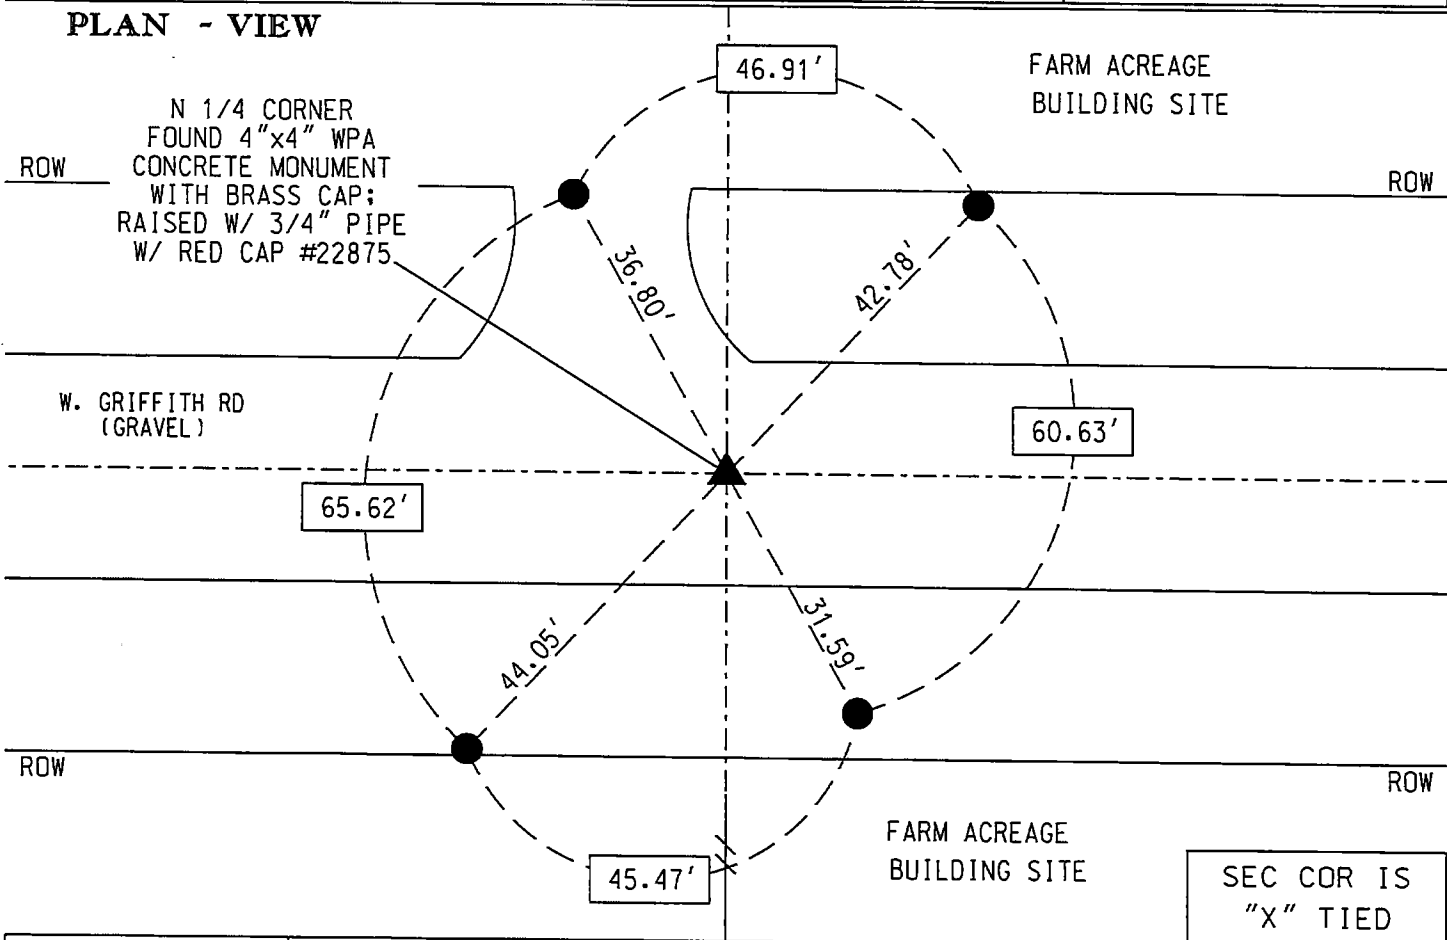 PLAN - VIEW
46.91'
FARM ACREAGE
BUILDING SITE
N 1/4 CORNER
FOUND 4"x4" WPA
CONCRETE MONUMENT
WITH BRASS CAP;
RAISED W/ 3/4" PIPE
W/ RED CAP #22875
ROW
ROW
36.80'
42.78'
W. GRIFFITH RD
(GRAVEL)
60.63'
65.62'
44.05'
31.59'
ROW
ROW
FARM ACREAGE
BUILDING SITE
45.47'
SEC COR IS
"X" TIED